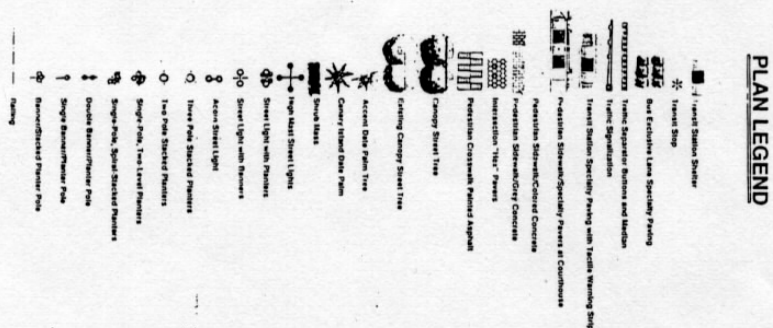 PLAN LEGEND
Transit Station Shelter
Transit Stop
Bus Exclusive Lane Specialty Paving
Traffic Separator Buttons and Median
Traffic Signalization
Transit Station Specialty Paving with Tactile Warning Strip
Pedestrian Sidewalk/Specialty Pavers at Courthouse
Pedestrian Sidewalk/Colored Concrete
Pedestrian Sidewalk/Grey Concrete
Intersection "Hex" Pavers
Pedestrian Crosswalk Painted Asphalt
Canopy Street Tree
Existing Canopy Street Tree
Accent Date Palm Tree
Canary Island Date Palm
Shrub Mass
High Mast Street Lights
Street Light with Planters
Street Light with Banners
Acorn Street Light
Three Pole Stacked Planters
Two Pole Stacked Planters
Single-Pole, Two Level Planters
Single-Pole, Spiral-Stacked Planters
Double Banner/Planter Pole
Single Banner/Planter Pole
Banner/Stacked Planter Pole
Railing